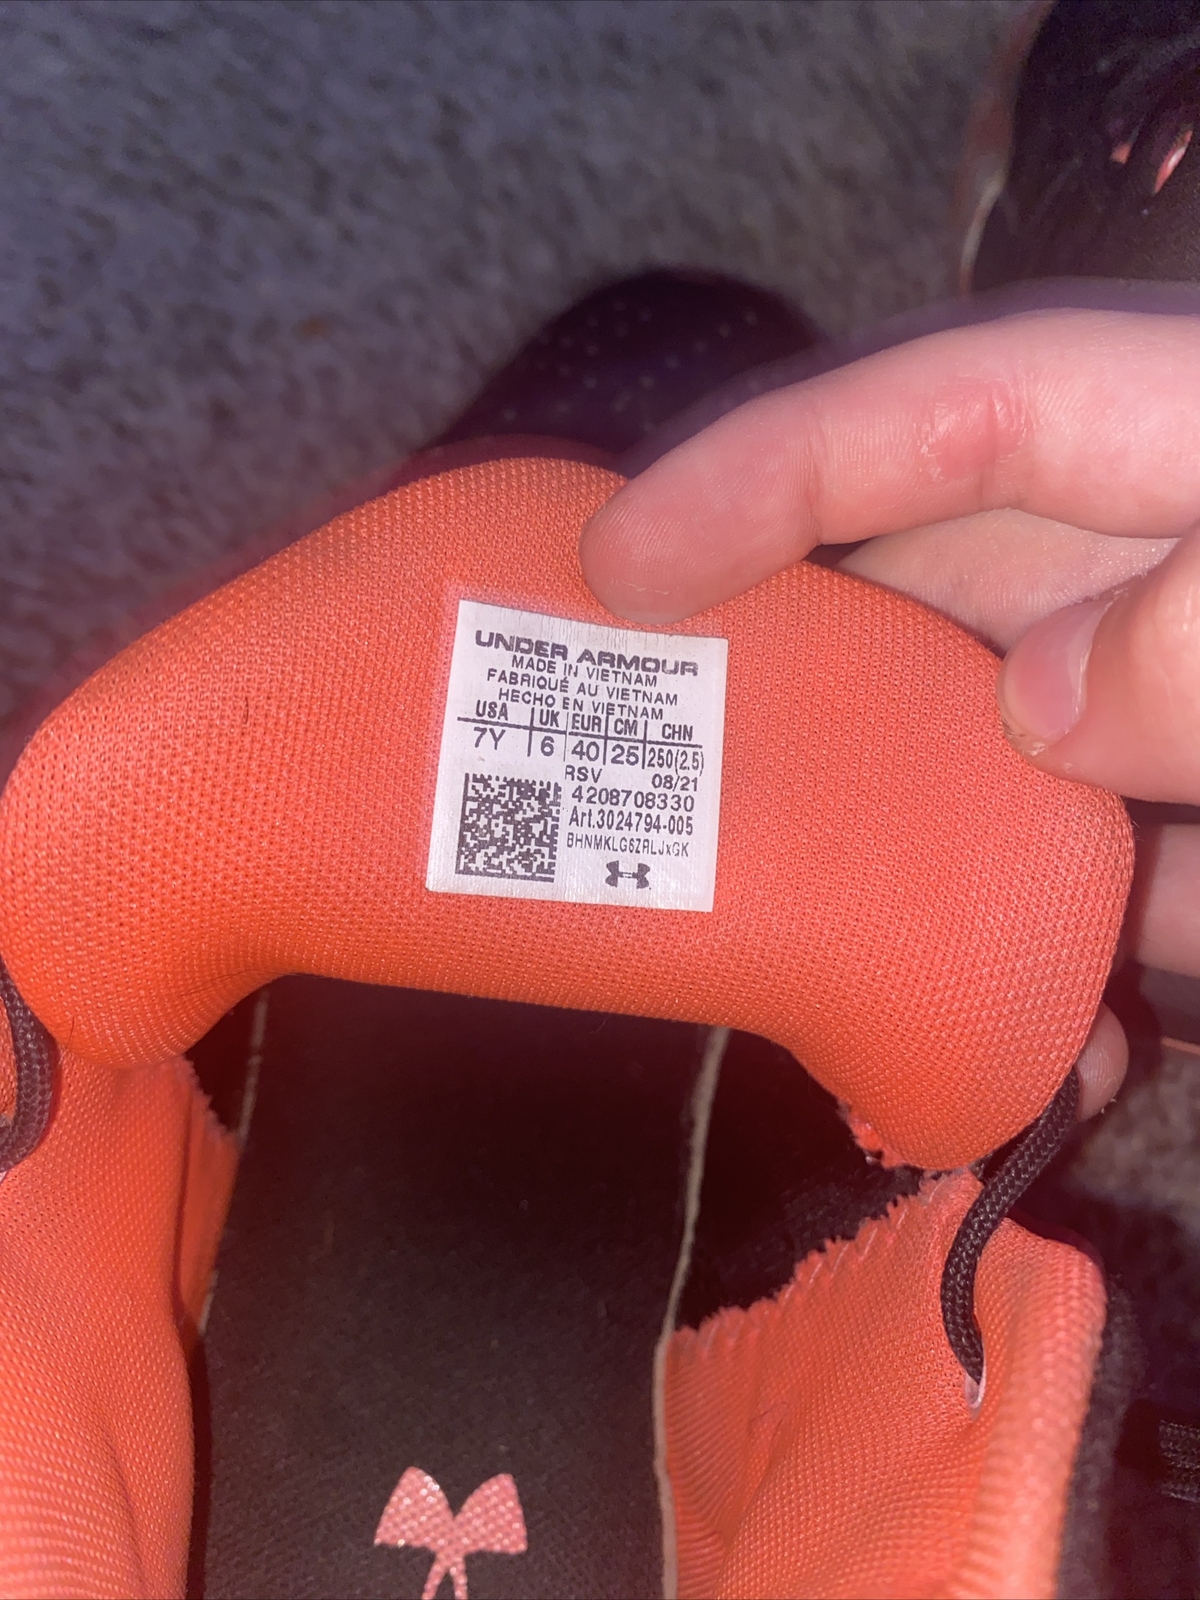 UNDER ARMOUR
MADE IN VIETNAM
FABRIQUÉ AU VIETNAM
HECHO EN VIETNAM
USA UK EUR CM CHN
7Y 6 40 25 250(2.5)
RSV 08/21
4208708330
Art.3024794-005